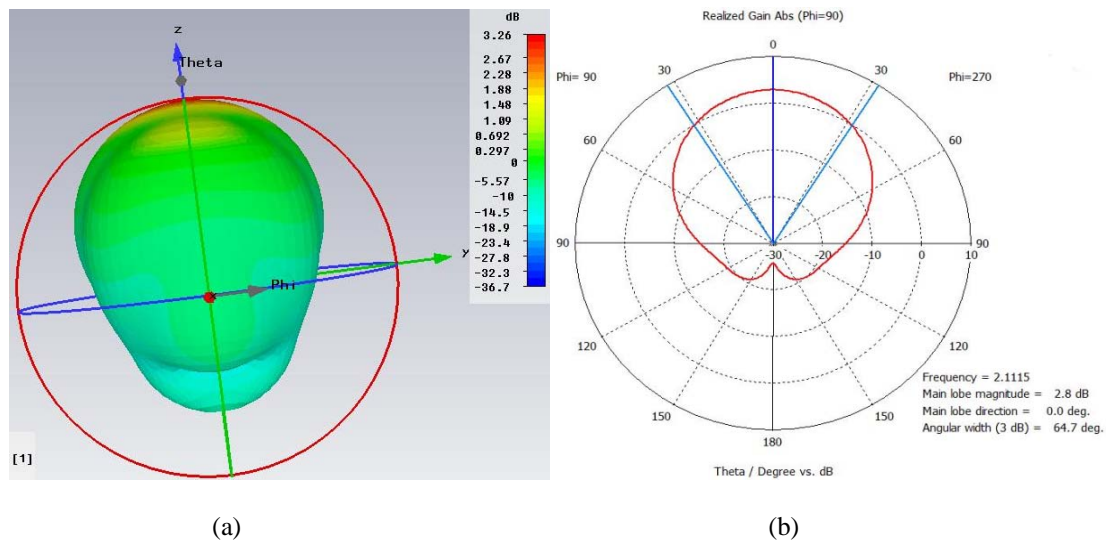 z
Theta
y
Phi
x
[1]
dB
3.26
2.67
2.28
1.88
1.48
1.09
0.692
0.297
0
-5.57
-10
-14.5
-18.9
-23.4
-27.8
-32.3
-36.7
(a)
Realized Gain Abs (Phi=90)
0
30 30
Phi= 90 Phi=270
60 60
90 -30 -20 -10 0 10 90
120 120
150 150
180
Frequency = 2.1115
Main lobe magnitude = 2.8 dB
Main lobe direction = 0.0 deg.
Angular width (3 dB) = 64.7 deg.
Theta / Degree vs. dB
(b)